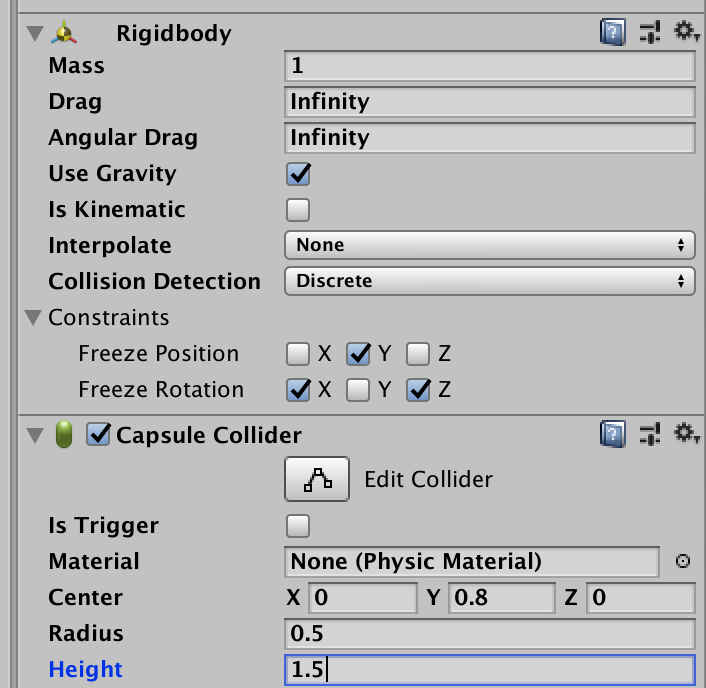 Rigidbody
Mass 1
Drag Infinity
Angular Drag Infinity
Use Gravity
Is Kinematic
Interpolate None
Collision Detection Discrete
Constraints
Freeze Position X Y Z
Freeze Rotation X Y Z
Capsule Collider
Edit Collider
Is Trigger
Material None (Physic Material)
Center X 0 Y 0.8 Z 0
Radius 0.5
Height 1.5